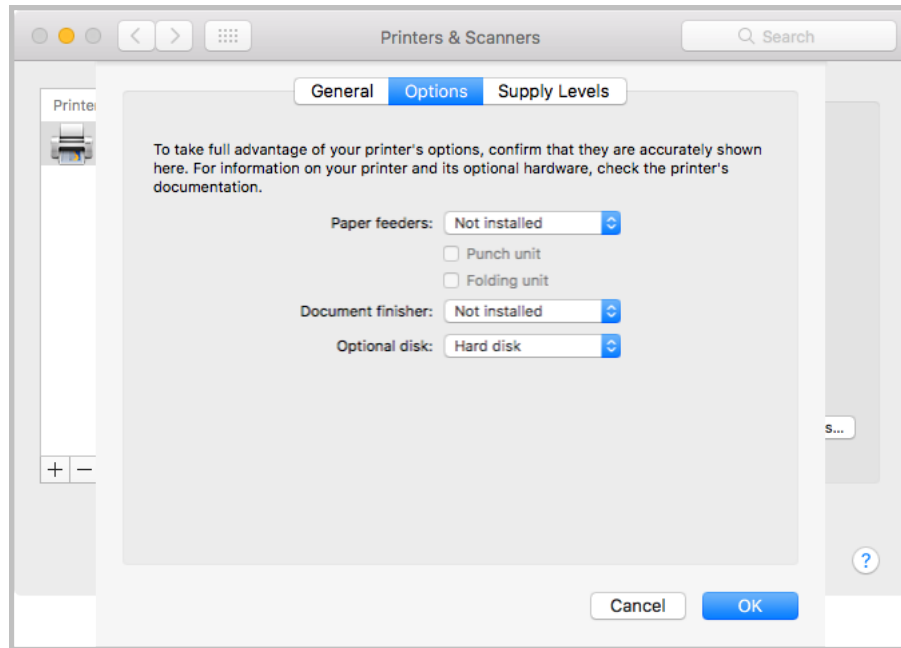 Printers & Scanners
Search
Printe
General Options Supply Levels
To take full advantage of your printer's options, confirm that they are accurately shown
here. For information on your printer and its optional hardware, check the printer's
documentation.
Paper feeders: Not installed
Punch unit
Folding unit
Document finisher: Not installed
Optional disk: Hard disk
s...
+ −
?
Cancel OK